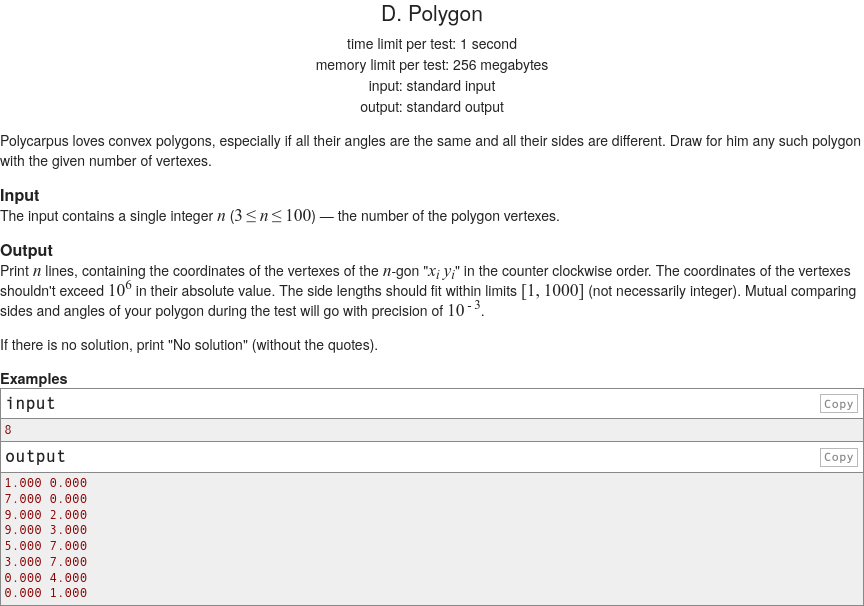 D. Polygon
time limit per test: 1 second
memory limit per test: 256 megabytes
input: standard input
output: standard output
Polycarpus loves convex polygons, especially if all their angles are the same and all their sides are different. Draw for him any such polygon
with the given number of vertexes.
Input
The input contains a single integer n (3 ≤ n ≤ 100) — the number of the polygon vertexes.
Output
Print n lines, containing the coordinates of the vertexes of the n-gon "x_i y_i" in the counter clockwise order. The coordinates of the vertexes
shouldn't exceed 10^6 in their absolute value. The side lengths should fit within limits [1, 1000] (not necessarily integer). Mutual comparing
sides and angles of your polygon during the test will go with precision of 10^{-3}.
If there is no solution, print "No solution" (without the quotes).
Examples
input
Copy
8
output
Copy
1.000 0.000
7.000 0.000
9.000 2.000
9.000 3.000
5.000 7.000
3.000 7.000
0.000 4.000
0.000 1.000